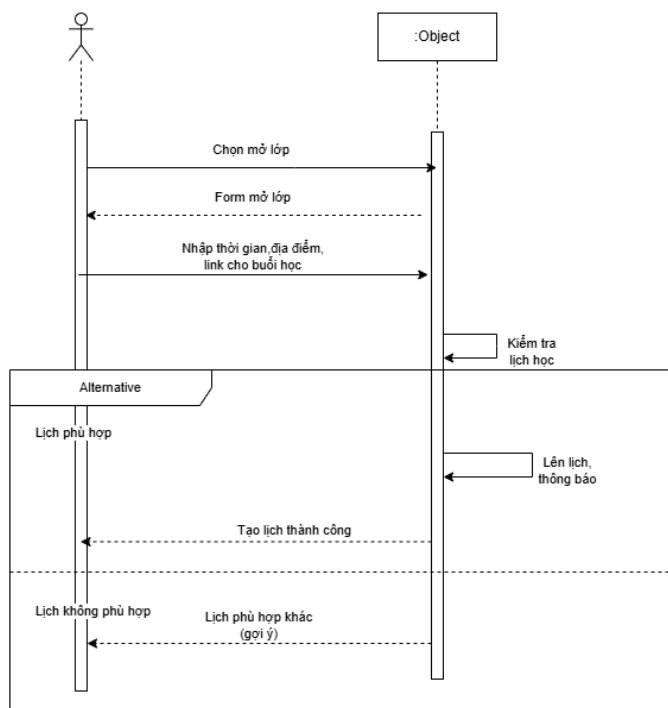 :Object
Chọn mở lớp
Form mở lớp
Nhập thời gian,địa điểm,
link cho buổi học
Kiểm tra
lịch học
Alternative
Lịch phù hợp
Lên lịch,
thông báo
Tạo lịch thành công
Lịch không phù hợp
Lịch phù hợp khác
(gợi ý)